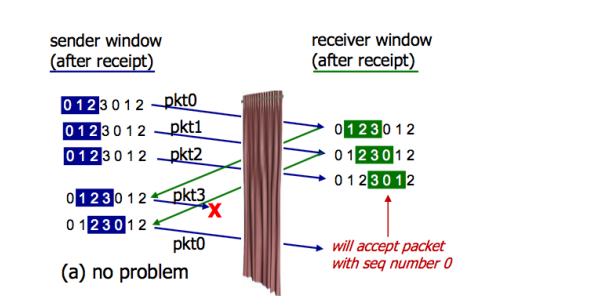 sender window
(after receipt)
receiver window
(after receipt)
0 1 2 3 0 1 2
pkt0
0 1 2 3 0 1 2
pkt1
0 1 2 3 0 1 2
0 1 2 3 0 1 2
pkt2
0 1 2 3 0 1 2
0 1 2 3 0 1 2
0 1 2 3 0 1 2
pkt3
X
0 1 2 3 0 1 2
pkt0
will accept packet
with seq number 0
(a) no problem